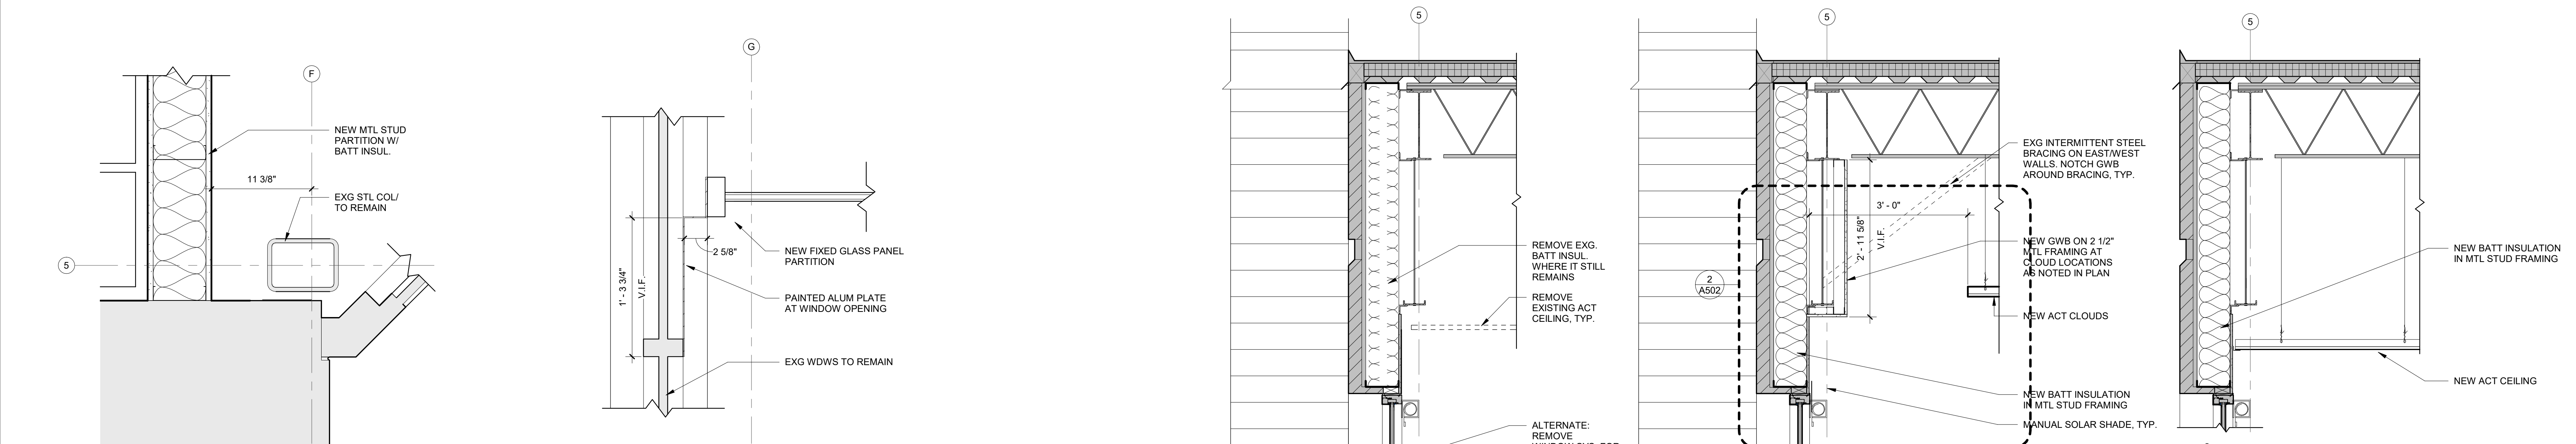 F
NEW MTL STUD
PARTITION W/
BATT INSUL.
11 3/8"
EXG STL COL/
TO REMAIN
5
G
2 5/8"
1' - 3 3/4"
V.I.F.
NEW FIXED GLASS PANEL
PARTITION
PAINTED ALUM PLATE
AT WINDOW OPENING
EXG WDWS TO REMAIN
5
REMOVE EXG.
BATT INSUL.
WHERE IT STILL
REMAINS
REMOVE
EXISTING ACT
CEILING, TYP.
ALTERNATE:
REMOVE
5
EXG INTERMITTENT STEEL
BRACING ON EAST/WEST
WALLS. NOTCH GWB
AROUND BRACING, TYP.
3' - 0"
2' - 11 5/8"
V.I.F.
NEW GWB ON 2 1/2"
MTL FRAMING AT
CLOUD LOCATIONS
AS NOTED IN PLAN
2
A502
NEW ACT CLOUDS
NEW BATT INSULATION
IN MTL STUD FRAMING
MANUAL SOLAR SHADE, TYP.
5
NEW BATT INSULATION
IN MTL STUD FRAMING
NEW ACT CEILING